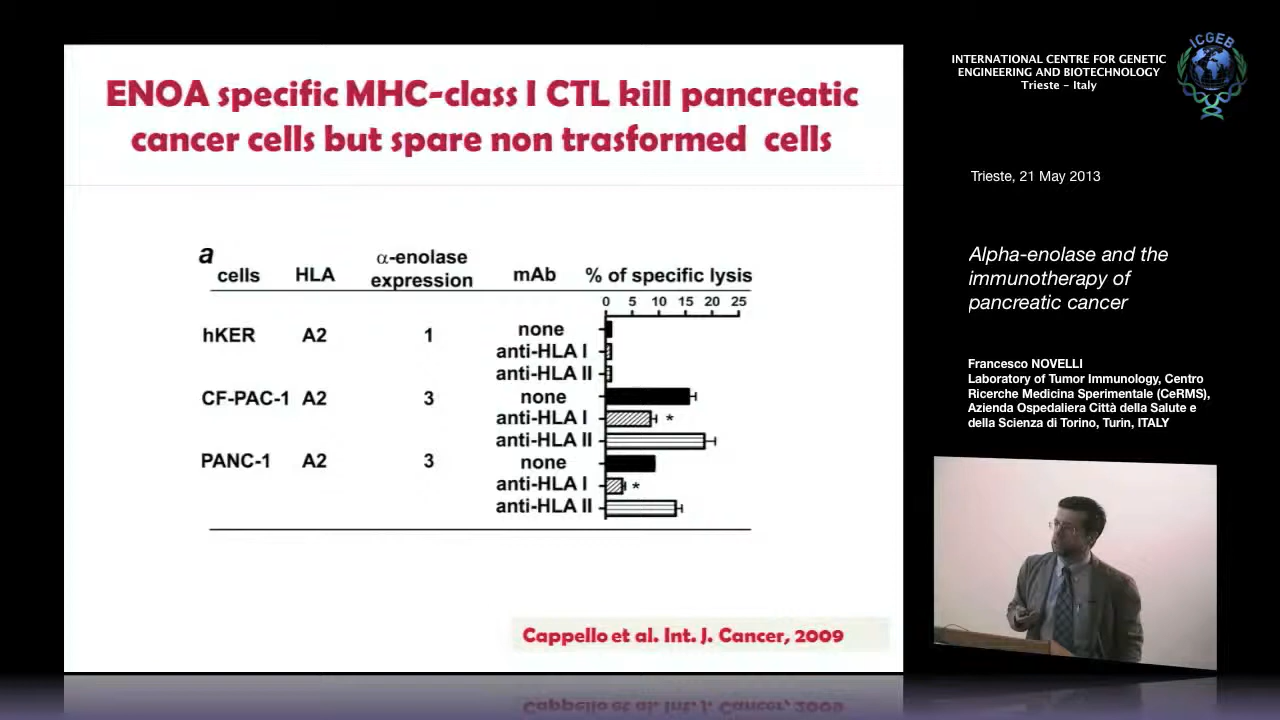 ENOA specific MHC-class I CTL kill pancreatic
cancer cells but spare non trasformed cells
a
cells HLA α-enolase expression mAb % of specific lysis
0 5 10 15 20 25
hKER A2 1 none
anti-HLA I
anti-HLA II
CF-PAC-1 A2 3 none
anti-HLA I *
anti-HLA II
PANC-1 A2 3 none
anti-HLA I *
anti-HLA II
Cappello et al. Int. J. Cancer, 2009
INTERNATIONAL CENTRE FOR GENETIC
ENGINEERING AND BIOTECHNOLOGY
Trieste - Italy
ICGEB
Trieste, 21 May 2013
Alpha-enolase and the
immunotherapy of
pancreatic cancer
Francesco NOVELLI
Laboratory of Tumor Immunology, Centro
Ricerche Medicina Sperimentale (CeRMS),
Azienda Ospedaliera Città della Salute e
della Scienza di Torino, Turin, ITALY